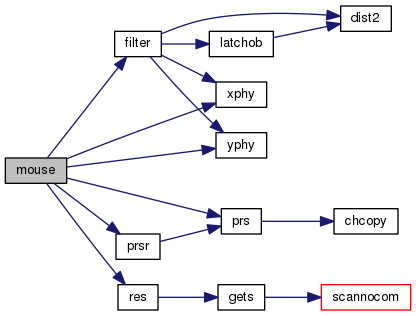 dist2
filter
latchob
xphy
yphy
mouse
prs
chcopy
prsr
res
gets
scannocom